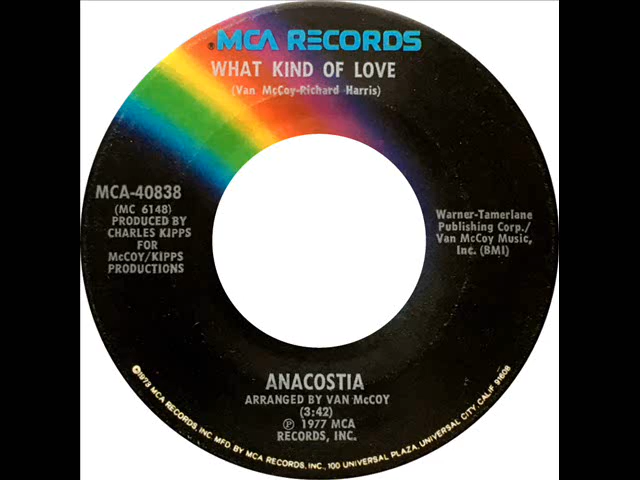 ®MCA RECORDS
WHAT KIND OF LOVE
(Van McCoy-Richard Harris)
MCA-40838
(MC 6148)
PRODUCED BY
CHARLES KIPPS
FOR
McCOY/KIPPS
PRODUCTIONS
Warner-Tamerlane
Publishing Corp./
Van McCoy Music,
Inc. (BMI)
ANACOSTIA
ARRANGED BY VAN McCOY
(3:42)
℗ 1977 MCA
RECORDS, INC.
©1973 MCA RECORDS, INC MFD BY MCA RECORDS, INC., 100 UNIVERSAL PLAZA, UNIVERSAL CITY, CALIF 91608